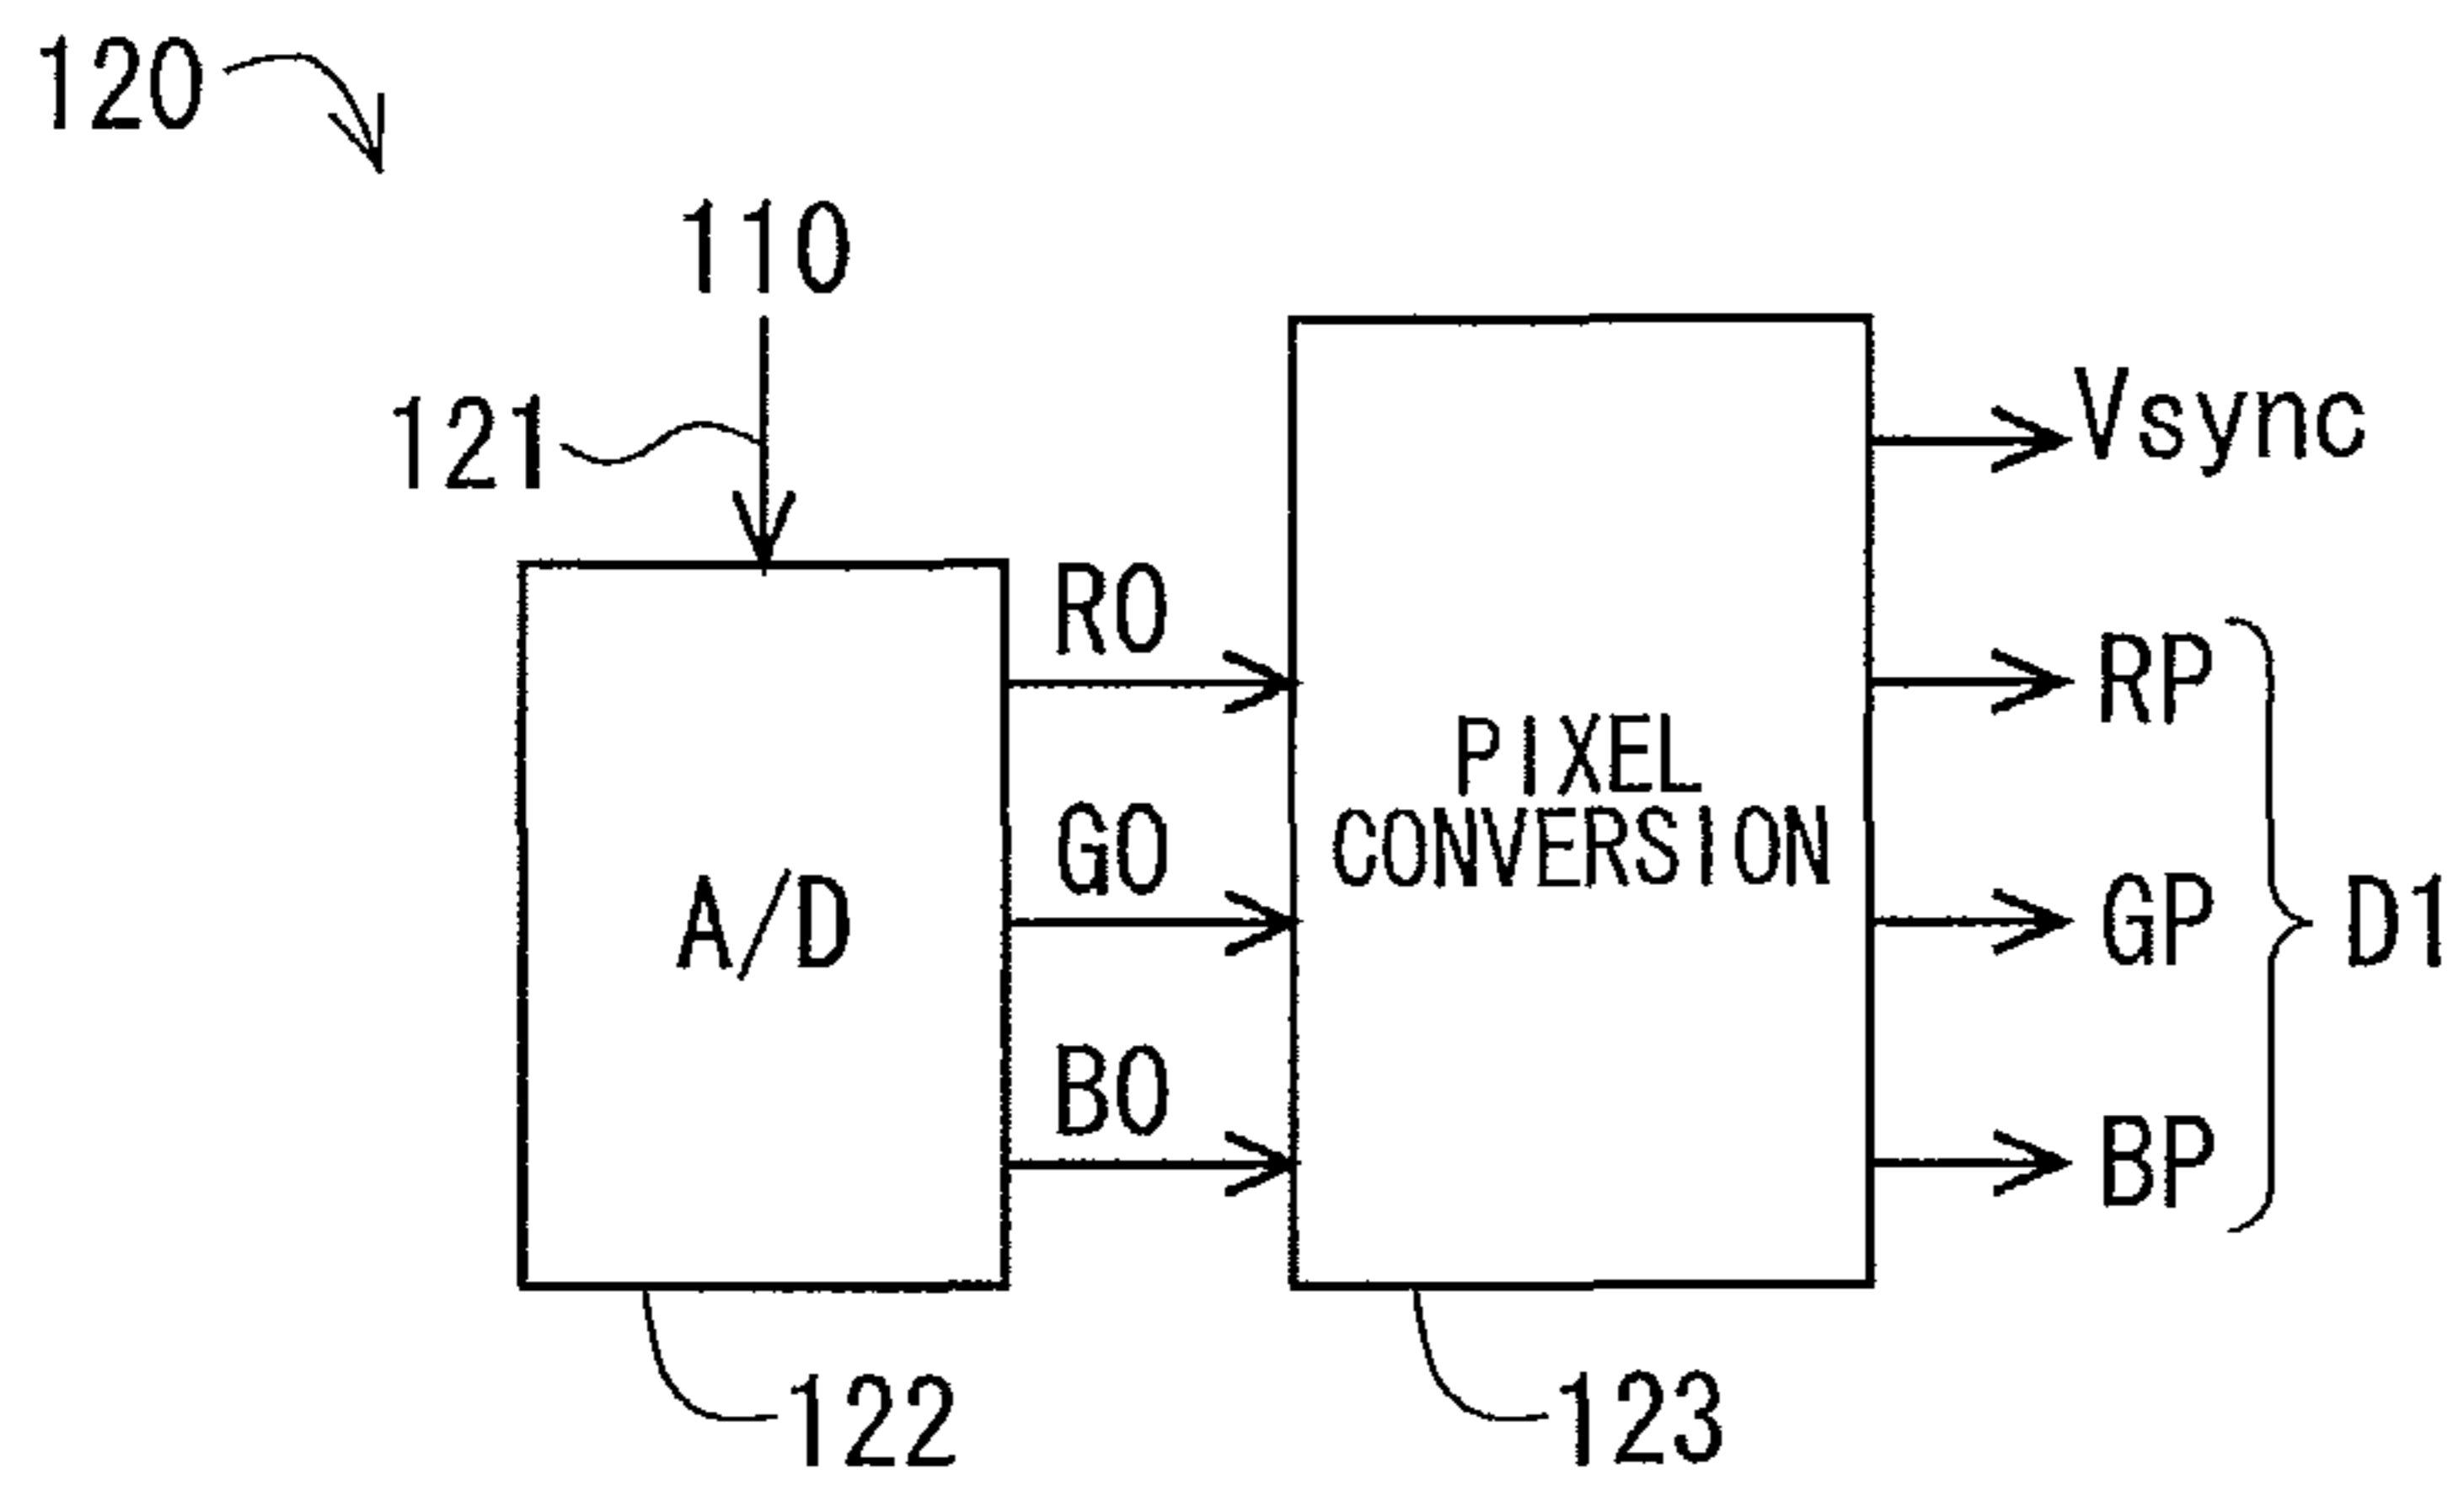 120
110
121
Vsync
R0
RP
PIXEL
CONVERSION
G0
A/D
GP
D1
B0
BP
122
123